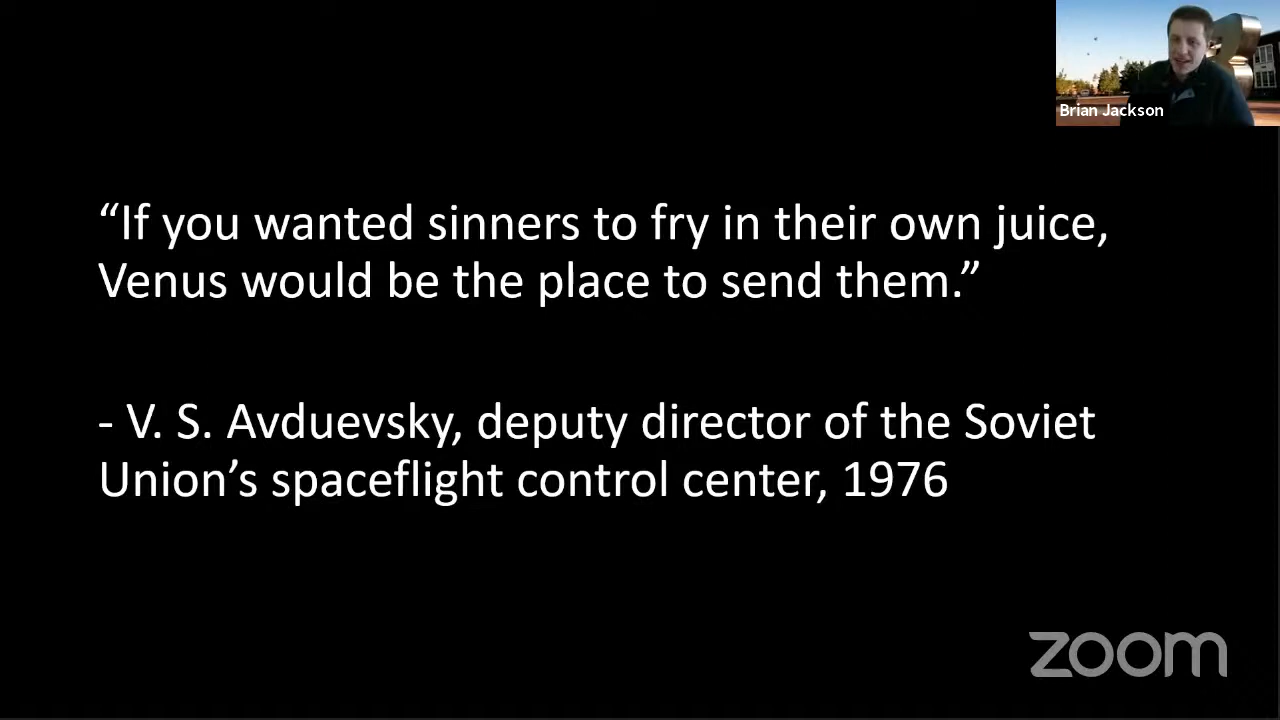 Brian Jackson
“If you wanted sinners to fry in their own juice,
Venus would be the place to send them.”
- V. S. Avduevsky, deputy director of the Soviet
Union’s spaceflight control center, 1976
zoom